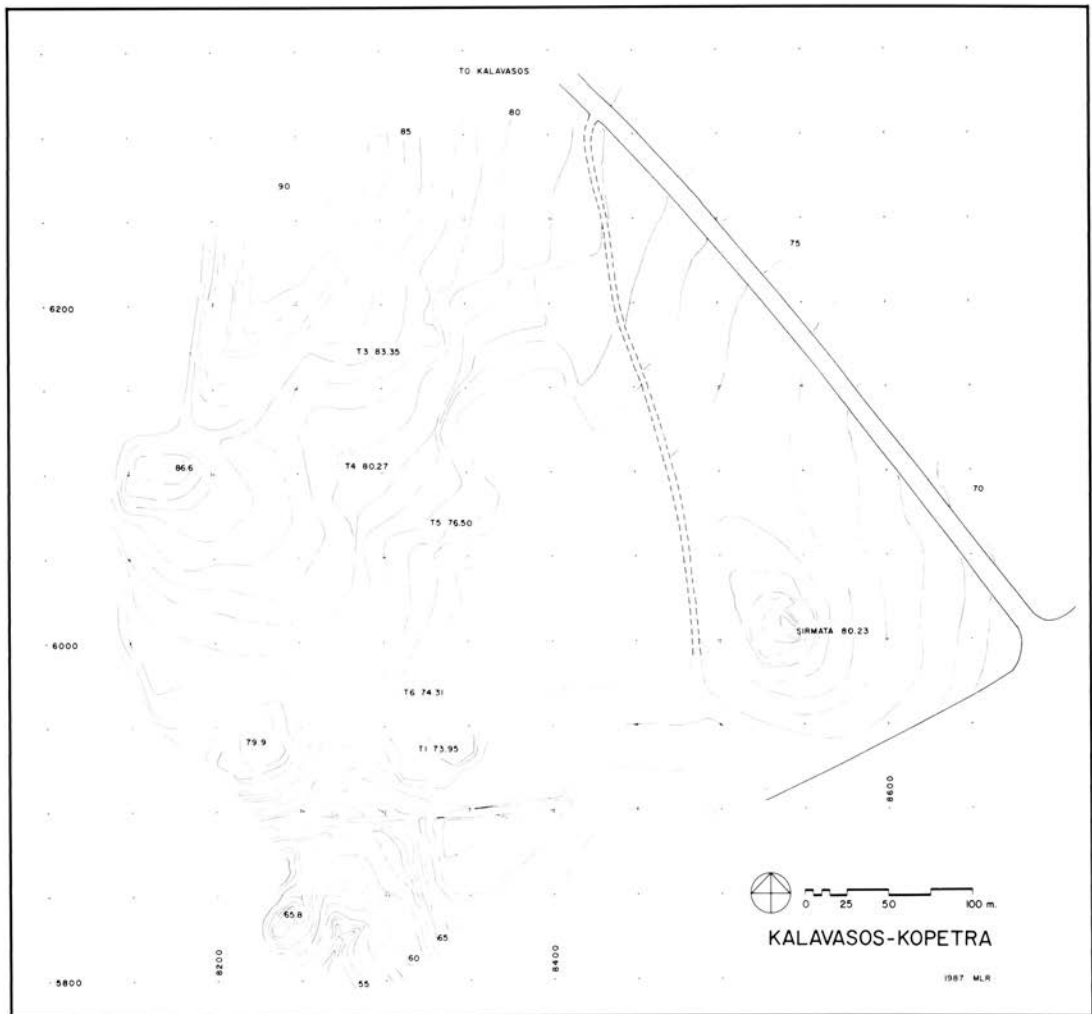 TO KALAVASOS
80
85
90
75
6200
T3 83.35
86.6
T4 80.27
70
T5 76.50
SIRMATA 80.23
6000
T6 74.31
79.9
T1 73.95
8600
0 25 50 100 m.
65.8
KALAVASOS-KOPETRA
65
8200
8400
60
55
5800
1987 MLR